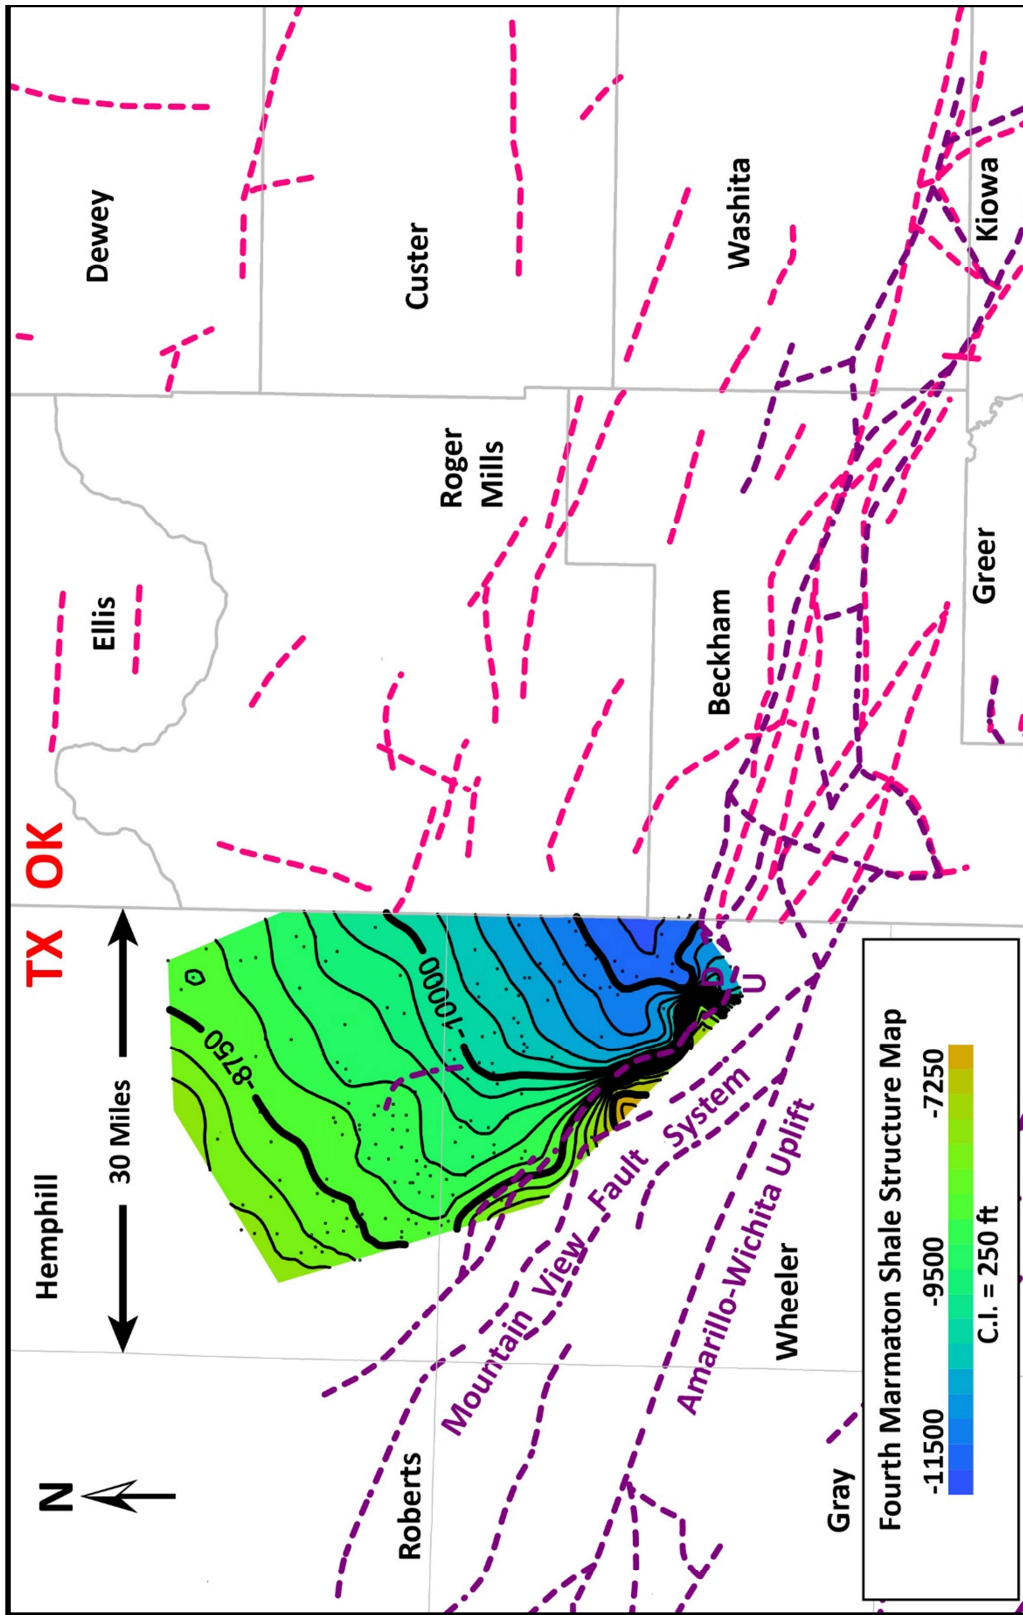 TX OK
Hemphill
30 Miles
N
Ellis
Dewey
Roger
Mills
Custer
-8750
-10000
Roberts
Mountain View Fault System
Amarillo-Wichita Uplift
D
U
Wheeler
Gray
Beckham
Washita
Greer
Kiowa
Fourth Marmaton Shale Structure Map
-11500 -9500 -7250
C.I. = 250 ft